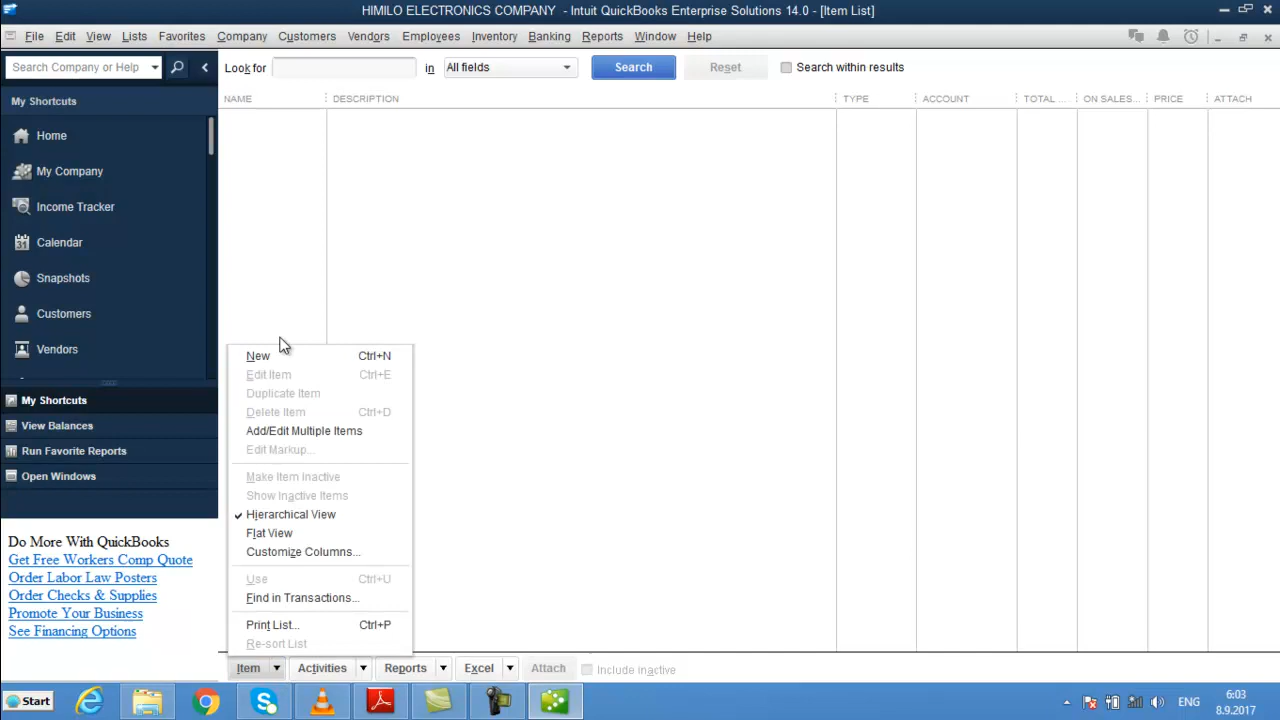 HIMILO ELECTRONICS COMPANY - Intuit QuickBooks Enterprise Solutions 14.0 - [Item List]
File Edit View Lists Favorites Company Customers Vendors Employees Inventory Banking Reports Window Help
Search Company or Help
Look for in All fields Search Reset Search within results
My Shortcuts
NAME DESCRIPTION TYPE ACCOUNT TOTAL ... ON SALES... PRICE ATTACH
Home
My Company
Income Tracker
Calendar
Snapshots
Customers
Vendors
My Shortcuts
View Balances
Run Favorite Reports
Open Windows
Do More With QuickBooks
Get Free Workers Comp Quote
Order Labor Law Posters
Order Checks & Supplies
Promote Your Business
See Financing Options
New Ctrl+N
Edit Item Ctrl+E
Duplicate Item
Delete Item Ctrl+D
Add/Edit Multiple Items
Edit Markup...
Make Item Inactive
Show Inactive Items
Hierarchical View
Flat View
Customize Columns...
Use Ctrl+U
Find in Transactions...
Print List... Ctrl+P
Re-sort List
Item Activities Reports Excel Attach Include inactive
Start ENG 6:03
8.9.2017